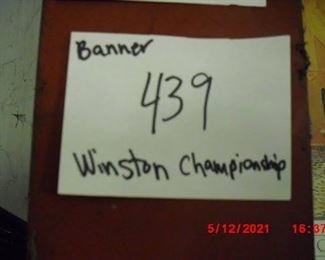 Banner
439
Winston Championship
5/12/2021 16:37